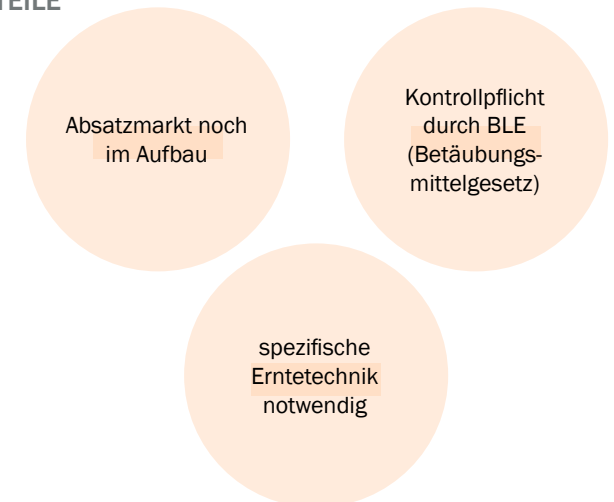 TEILE
Absatzmarkt noch
im Aufbau
Kontrollpflicht
durch BLE
(Betäubungs-
mittelgesetz)
spezifische
Erntetechnik
notwendig